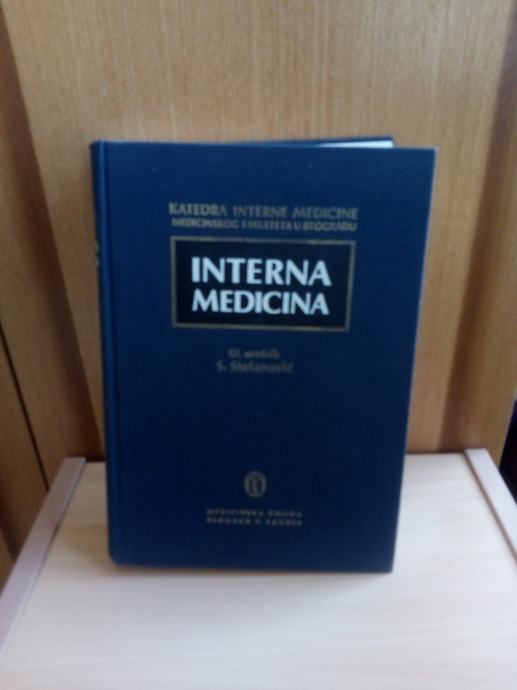 KATEDRA INTERNE MEDICINE
MEDICINSKOG FAKULTETA U BEOGRADU
INTERNA
MEDICINA
Gl. urednik
S. Stefanović
MEDICINSKA KNJIGA
BEOGRAD • ZAGREB